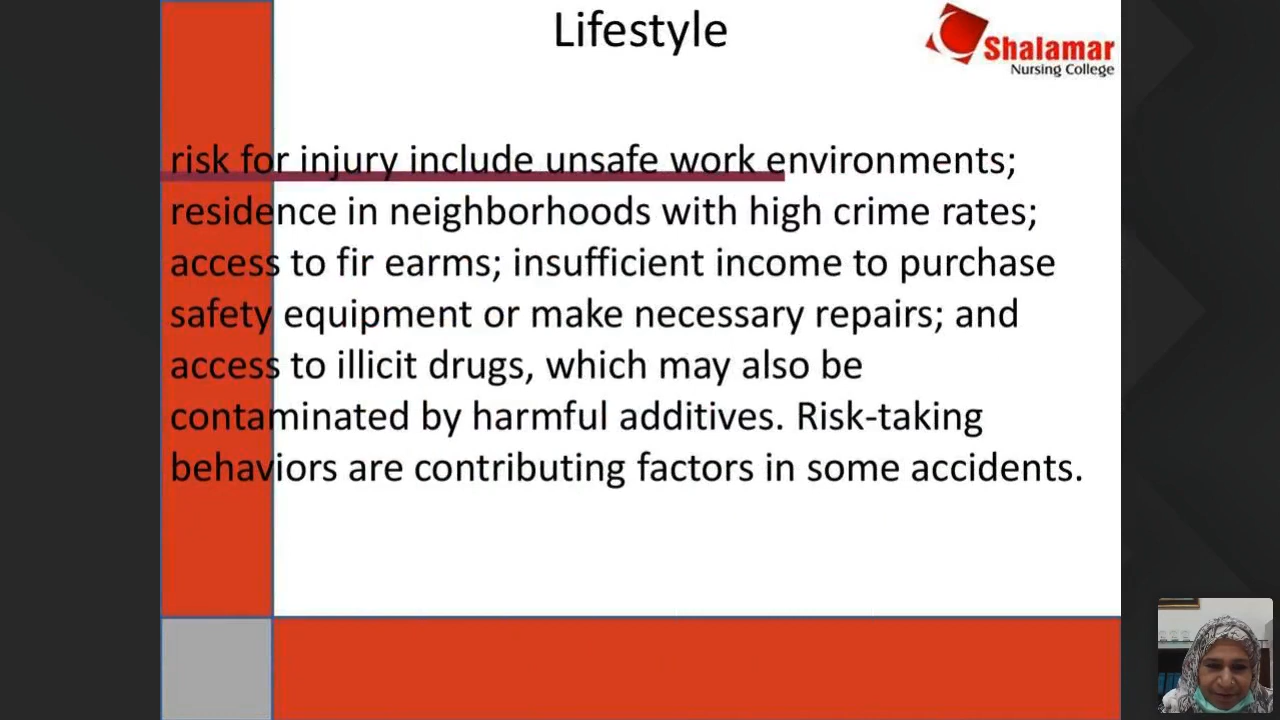 Lifestyle
Shalamar
Nursing College
risk for injury include unsafe work environments;
residence in neighborhoods with high crime rates;
access to fir earms; insufficient income to purchase
safety equipment or make necessary repairs; and
access to illicit drugs, which may also be
contaminated by harmful additives. Risk-taking
behaviors are contributing factors in some accidents.